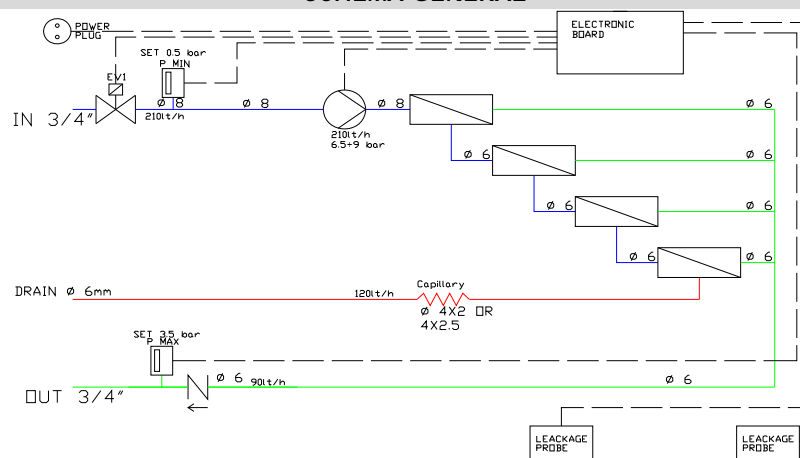 SCHEMA GENERAL
POWER
PLUG
ELECTRONIC
BOARD
SET 0.5 bar
P MIN
EV1
ø 8
ø 8
ø 8
ø 6
IN 3/4"
210lt/h
210lt/h
6.5÷9 bar
ø 6
ø 6
ø 6
ø 6
ø 6
ø 6
DRAIN ø 6mm
120lt/h
Capillary
ø 4X2 OR
4X2.5
SET 3.5 bar
P MAX
ø 6
90lt/h
ø 6
OUT 3/4"
LEACKAGE
PROBE
LEACKAGE
PROBE